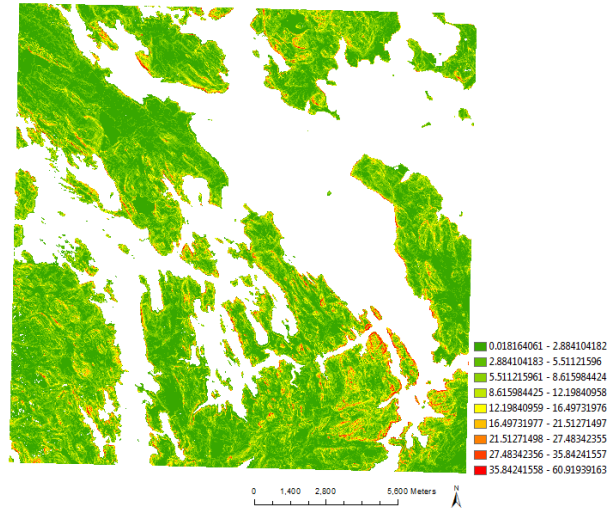 0.018164061 - 2.884104182
2.884104183 - 5.51121596
5.511215961 - 8.615984424
8.615984425 - 12.19840958
12.19840959 - 16.49731976
16.49731977 - 21.51271497
21.51271498 - 27.48342355
27.48342356 - 35.84241557
35.84241558 - 60.91939163
0 1,400 2,800 5,600 Meters
N